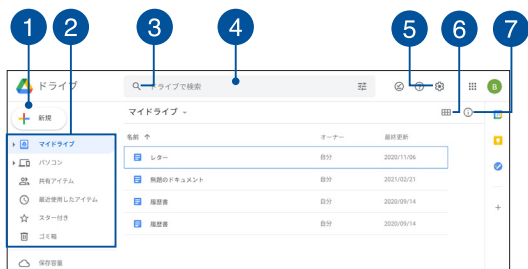 1 2 3 4 5 6 7
ドライブ
ドライブで検索
B
新規
マイドライブ
名前 オーナー 最終更新
マイドライブ
レター 自分 2020/11/06
パソコン
無題のドキュメント 自分 2021/02/21
共有アイテム
最近使用したアイテム
履歴書 自分 2020/09/14
スター付き
履歴書 自分 2020/09/14
ゴミ箱
保存容量